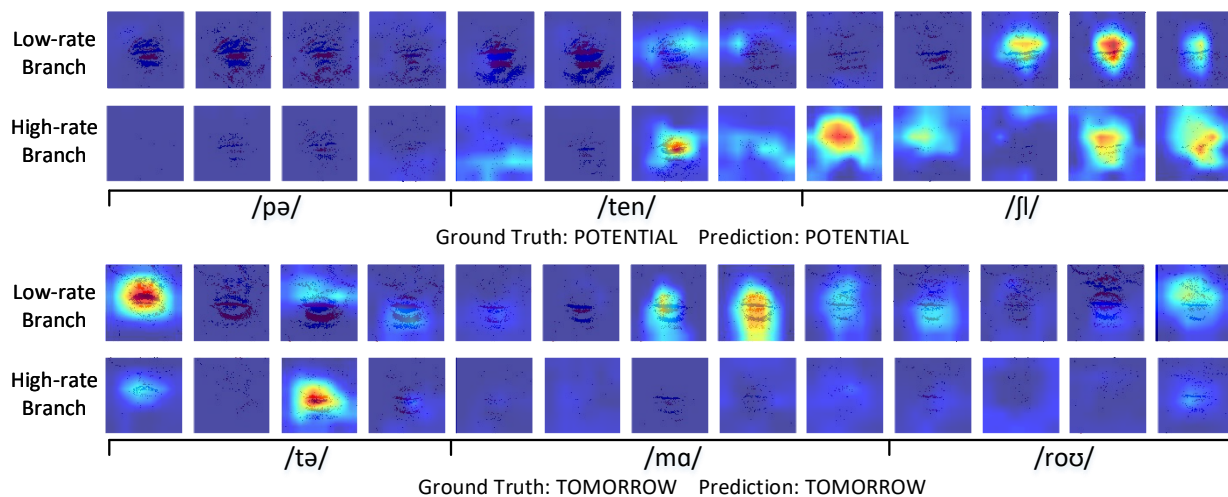 Low-rate
Branch
High-rate
Branch
/pə/ /ten/ /ʃl/
Ground Truth: POTENTIAL Prediction: POTENTIAL
Low-rate
Branch
High-rate
Branch
/tə/ /mɑ/ /roʊ/
Ground Truth: TOMORROW Prediction: TOMORROW